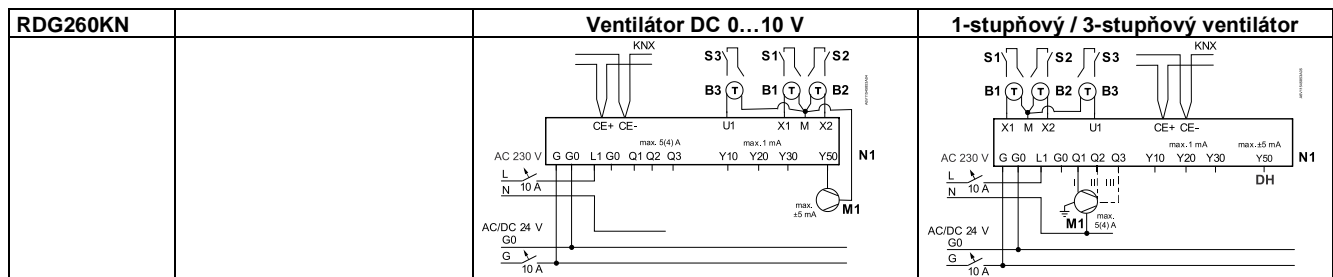 RDG260KN
Ventilátor DC 0…10 V
1-stupňový / 3-stupňový ventilátor
KNX
S3 S1 S2
B3 T B1 T T B2
CE+ CE- U1 X1 M X2
max. 5(4) A max. 1 mA
AC 230 V G G0 L1 G0 Q1 Q2 Q3 Y10 Y20 Y30 Y50 N1
L
10 A
N
max.
±5 mA
M1
AC/DC 24 V
G0
G
10 A
KNX
S1 S2 S3
B1 T T B2 T B3
X1 M X2 U1 CE+ CE-
max. 5(4) A max. 1 mA max. ±5 mA
AC 230 V G G0 L1 G0 Q1 Q2 Q3 Y10 Y20 Y30 Y50 N1
DH
L
10 A
N
I II III
M1
max.
5(4) A
AC/DC 24 V
G0
G
10 A